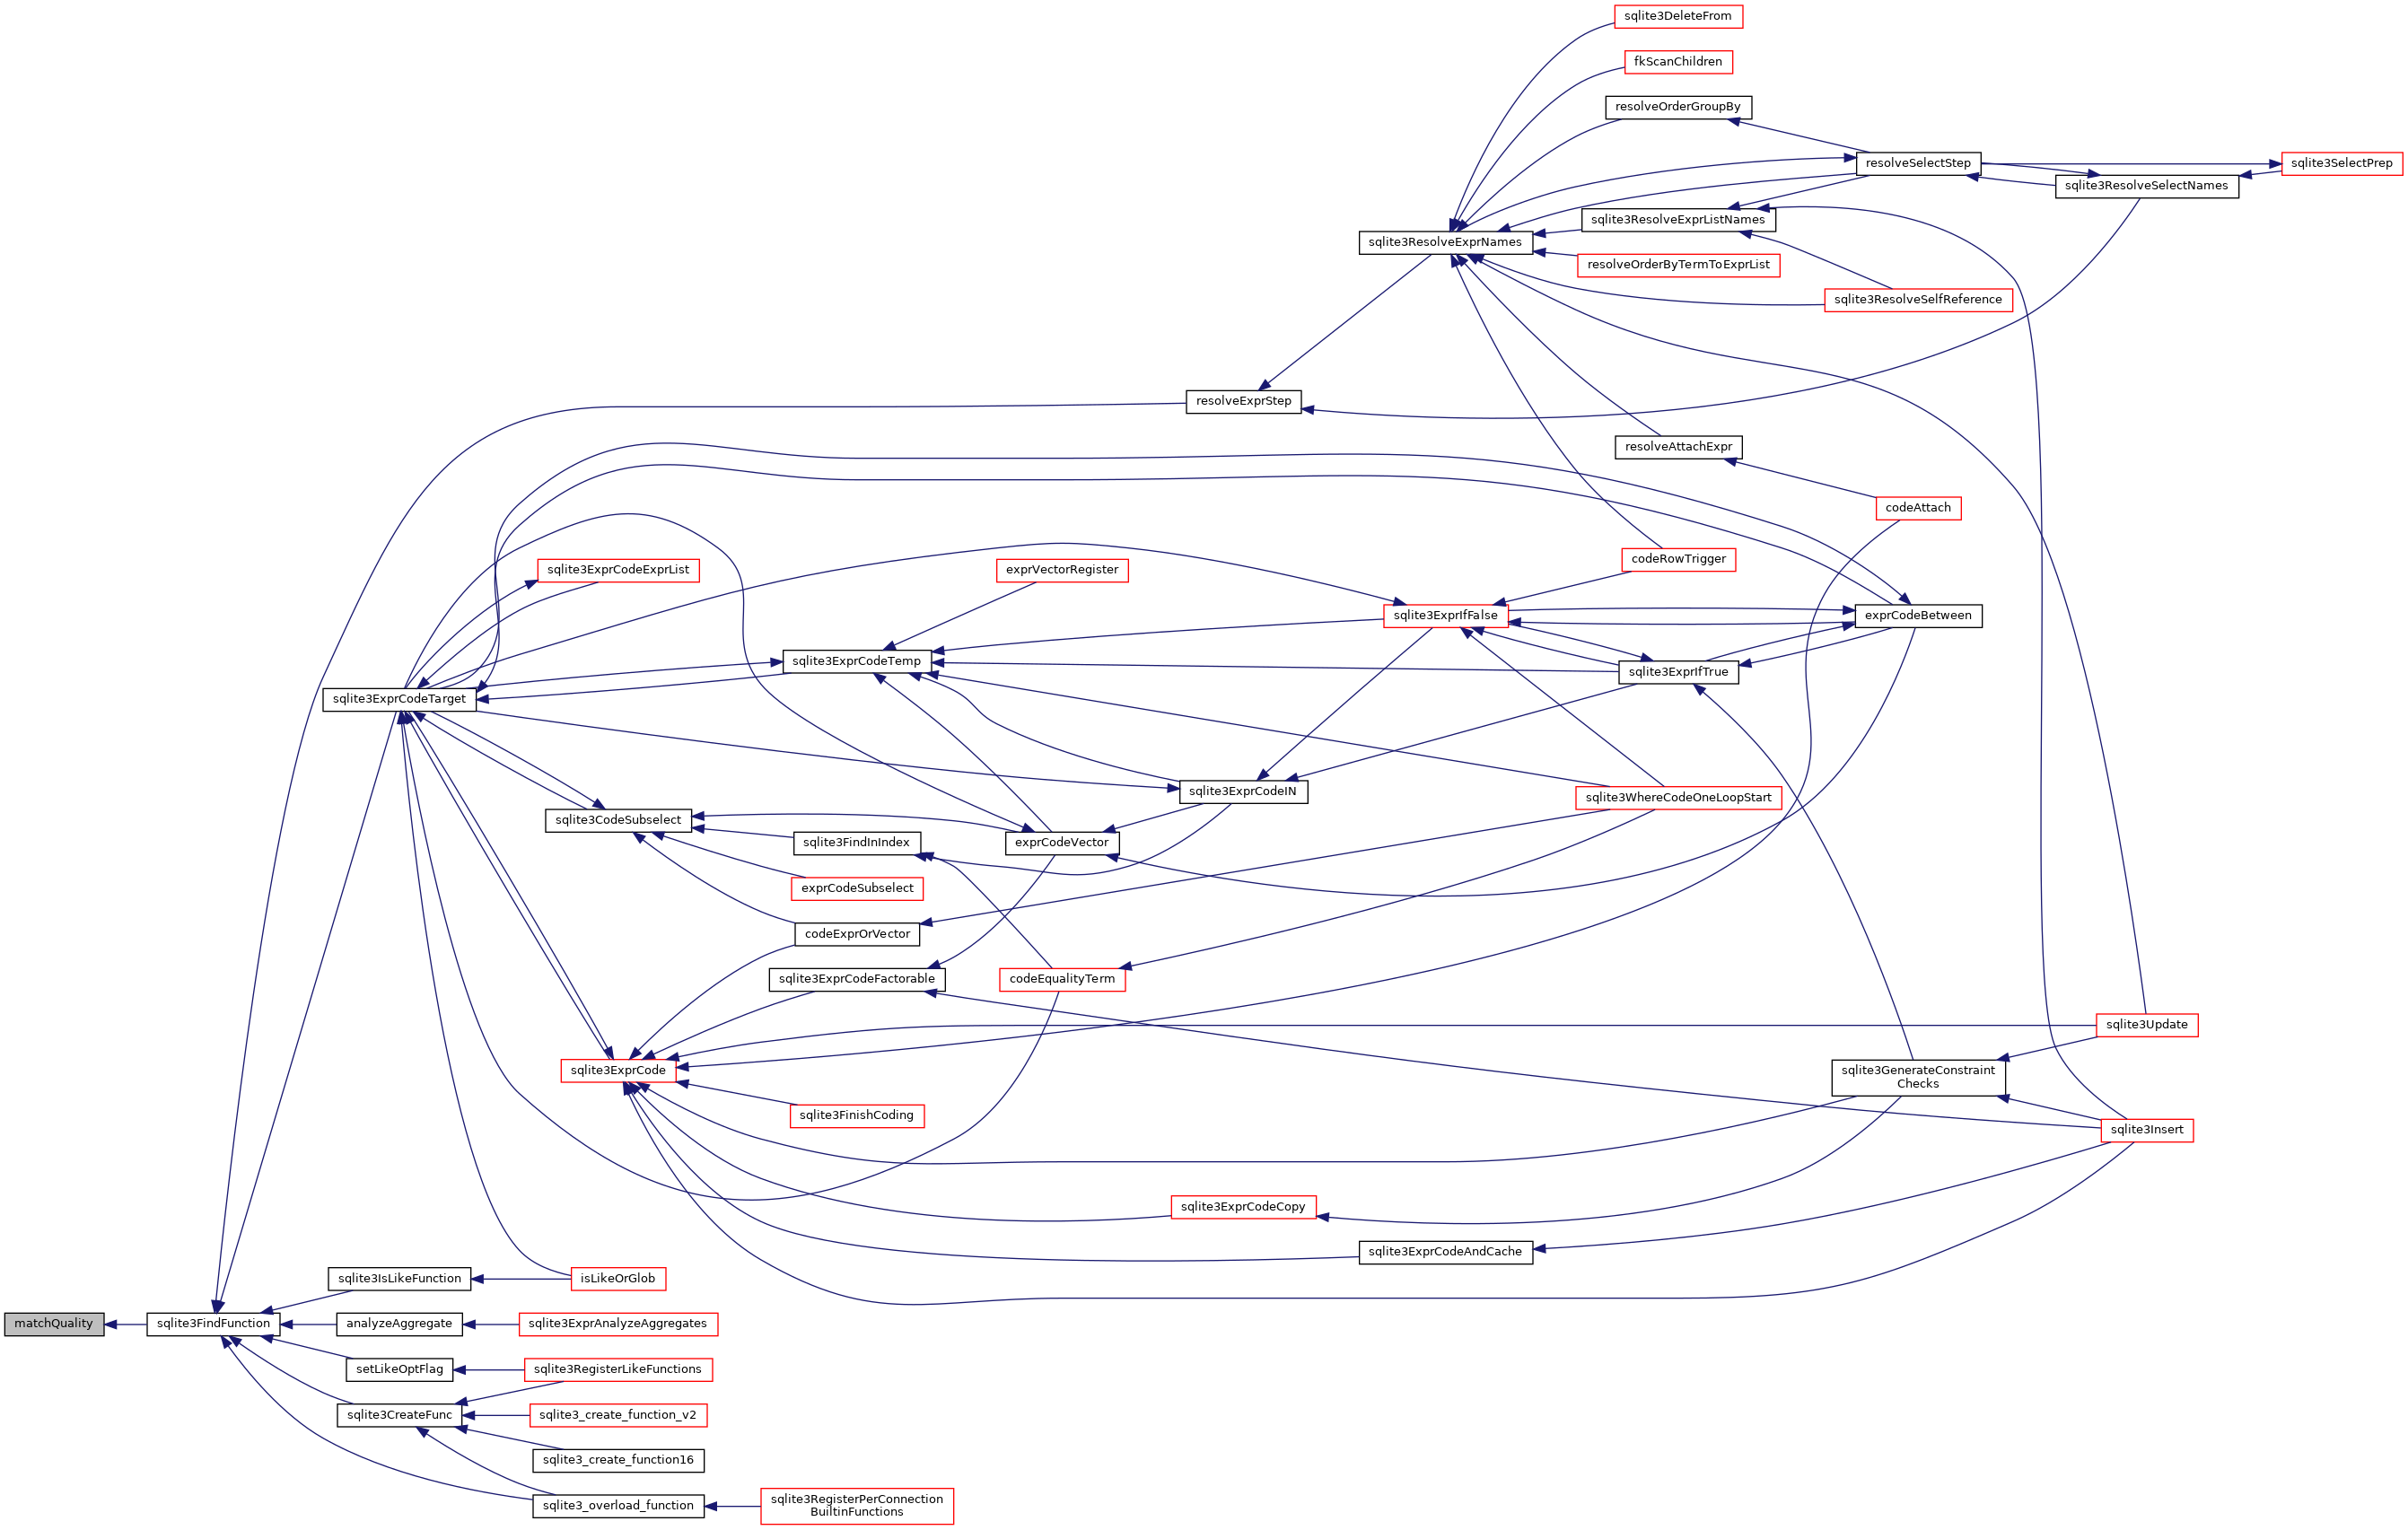 sqlite3DeleteFrom
fkScanChildren
resolveOrderGroupBy
resolveSelectStep
sqlite3SelectPrep
sqlite3ResolveSelectNames
sqlite3ResolveExprListNames
sqlite3ResolveExprNames
resolveOrderByTermToExprList
sqlite3ResolveSelfReference
resolveExprStep
resolveAttachExpr
codeAttach
codeRowTrigger
sqlite3ExprCodeExprList
exprVectorRegister
sqlite3ExprIfFalse
exprCodeBetween
sqlite3ExprCodeTemp
sqlite3ExprIfTrue
sqlite3ExprCodeTarget
sqlite3ExprCodeIN
sqlite3WhereCodeOneLoopStart
sqlite3CodeSubselect
sqlite3FindInIndex
exprCodeVector
exprCodeSubselect
codeExprOrVector
sqlite3ExprCodeFactorable
codeEqualityTerm
sqlite3Update
sqlite3ExprCode
sqlite3GenerateConstraint
Checks
sqlite3FinishCoding
sqlite3Insert
sqlite3ExprCodeCopy
sqlite3ExprCodeAndCache
sqlite3IsLikeFunction
isLikeOrGlob
matchQuality
sqlite3FindFunction
analyzeAggregate
sqlite3ExprAnalyzeAggregates
setLikeOptFlag
sqlite3RegisterLikeFunctions
sqlite3CreateFunc
sqlite3_create_function_v2
sqlite3_create_function16
sqlite3_overload_function
sqlite3RegisterPerConnection
BuiltinFunctions